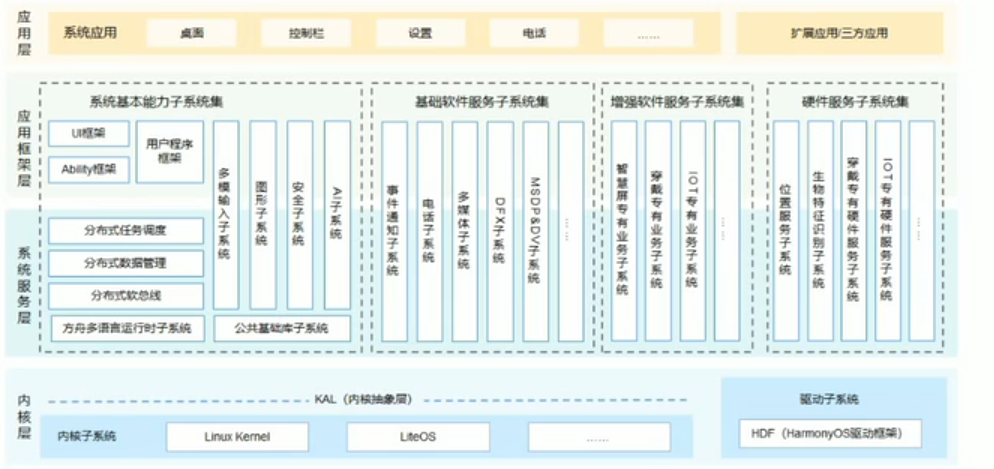 应用层
系统应用
桌面
控制栏
设置
电话
……
扩展应用/三方应用
应用框架层
系统服务层
系统基本能力子系统集
UI框架
Ability框架
用户程序框架
多模输入子系统
图形子系统
安全子系统
AI子系统
分布式任务调度
分布式数据管理
分布式软总线
方舟多语言运行时子系统
公共基础库子系统
基础软件服务子系统集
事件通知子系统
电话子系统
多媒体子系统
DFX子系统
MSDP&DV子系统
……
增强软件服务子系统集
智慧屏专有业务子系统
穿戴专有业务子系统
IOT专有业务子系统
……
硬件服务子系统集
位置服务子系统
生物特征识别子系统
穿戴专有硬件服务子系统
IOT专有硬件服务子系统
……
内核层
KAL（内核抽象层）
内核子系统
Linux Kernel
LiteOS
……
驱动子系统
HDF（HarmonyOS驱动框架）